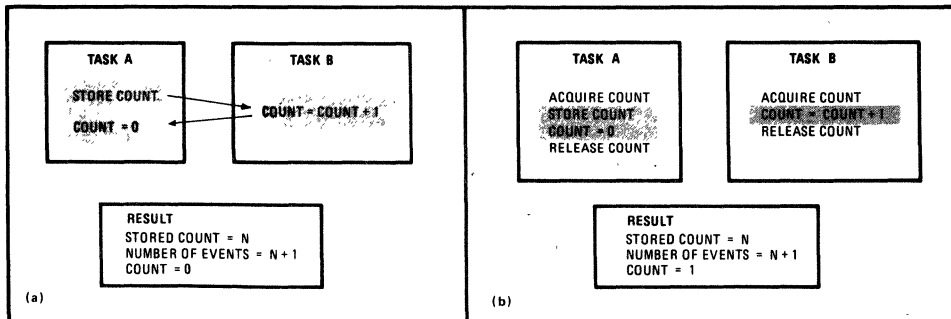 TASK A
STORE COUNT
COUNT = 0
TASK B
COUNT = COUNT + 1
RESULT
STORED COUNT = N
NUMBER OF EVENTS = N + 1
COUNT = 0
(a)
TASK A
ACQUIRE COUNT
STORE COUNT
COUNT = 0
RELEASE COUNT
TASK B
ACQUIRE COUNT
COUNT = COUNT + 1
RELEASE COUNT
RESULT
STORED COUNT = N
NUMBER OF EVENTS = N + 1
COUNT = 1
(b)